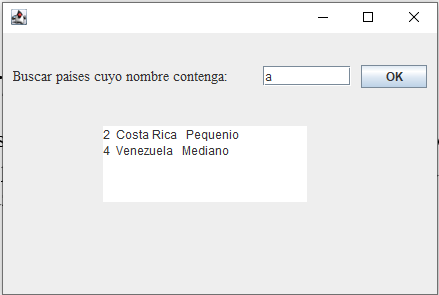 Buscar paises cuyo nombre contenga: a OK
2 Costa Rica Pequenio
4 Venezuela Mediano